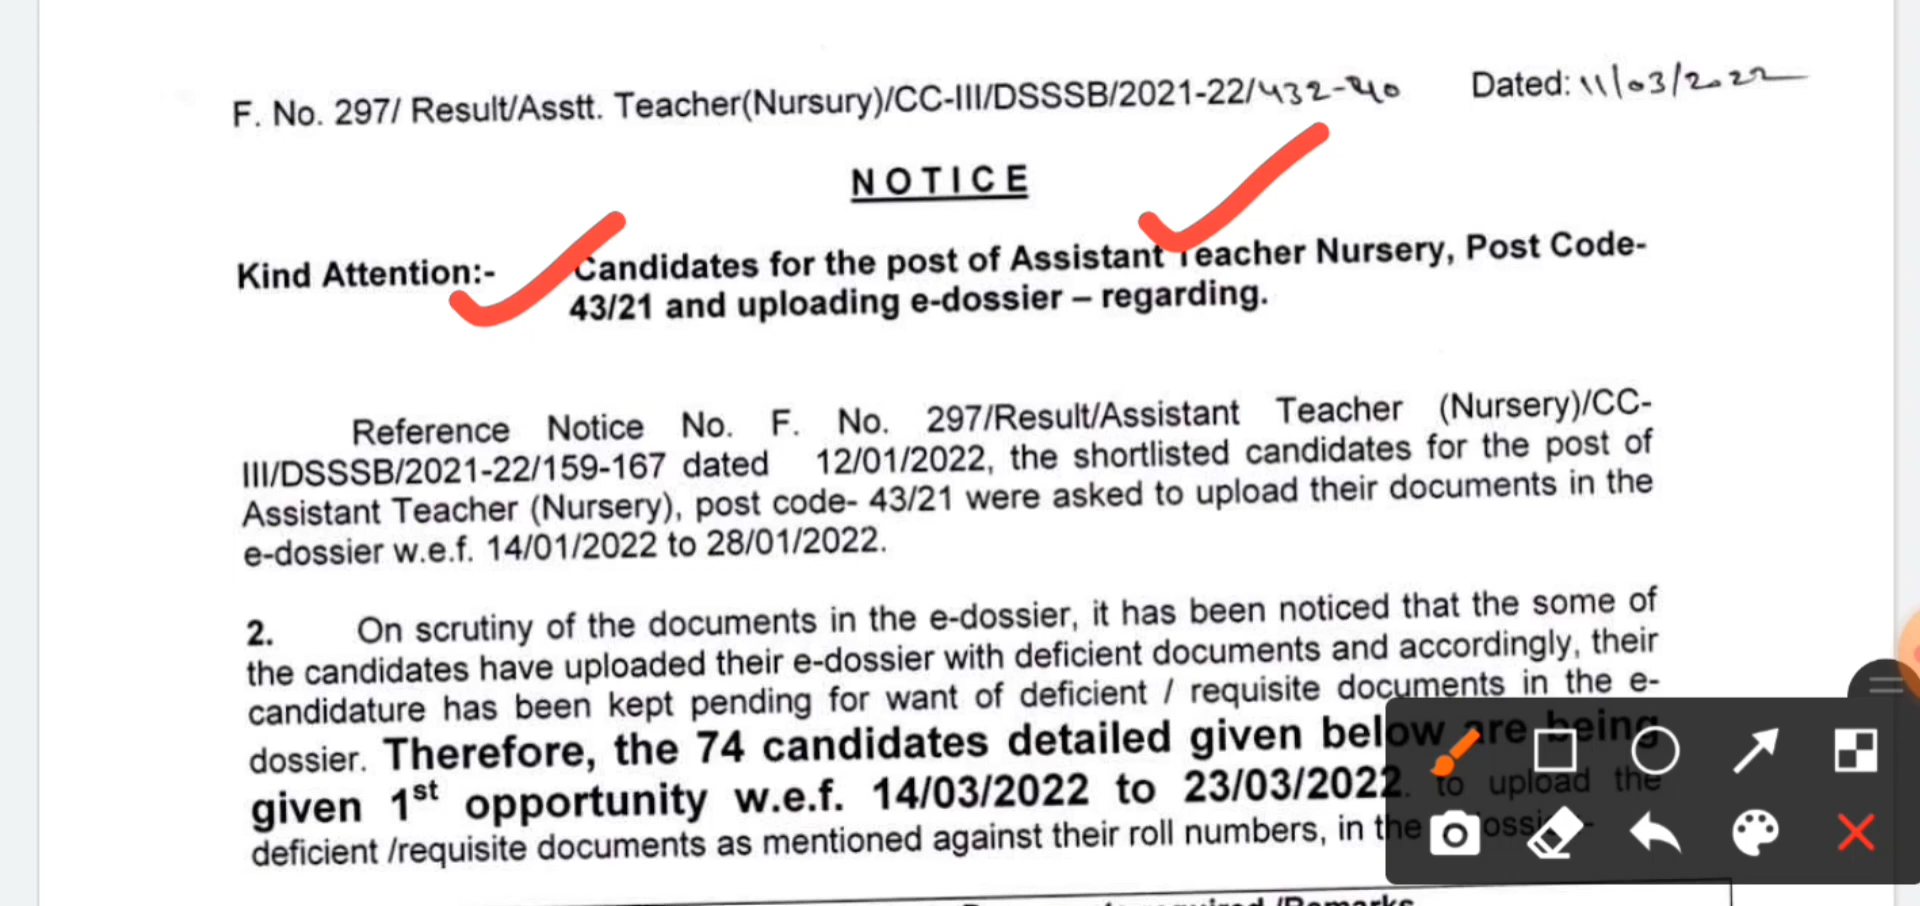 F. No. 297/ Result/Asstt. Teacher(Nursury)/CC-III/DSSSB/2021-22/432-440 Dated: 11/03/2022
NOTICE
Kind Attention:- Candidates for the post of Assistant Teacher Nursery, Post Code-
43/21 and uploading e-dossier – regarding.
Reference Notice No. F. No. 297/Result/Assistant Teacher (Nursery)/CC-
III/DSSSB/2021-22/159-167 dated 12/01/2022, the shortlisted candidates for the post of
Assistant Teacher (Nursery), post code- 43/21 were asked to upload their documents in the
e-dossier w.e.f. 14/01/2022 to 28/01/2022.
2. On scrutiny of the documents in the e-dossier, it has been noticed that the some of
the candidates have uploaded their e-dossier with deficient documents and accordingly, their
candidature has been kept pending for want of deficient / requisite documents in the e-
dossier. Therefore, the 74 candidates detailed given below are being
given 1st opportunity w.e.f. 14/03/2022 to 23/03/2022. to upload the
deficient /requisite documents as mentioned against their roll numbers, in the